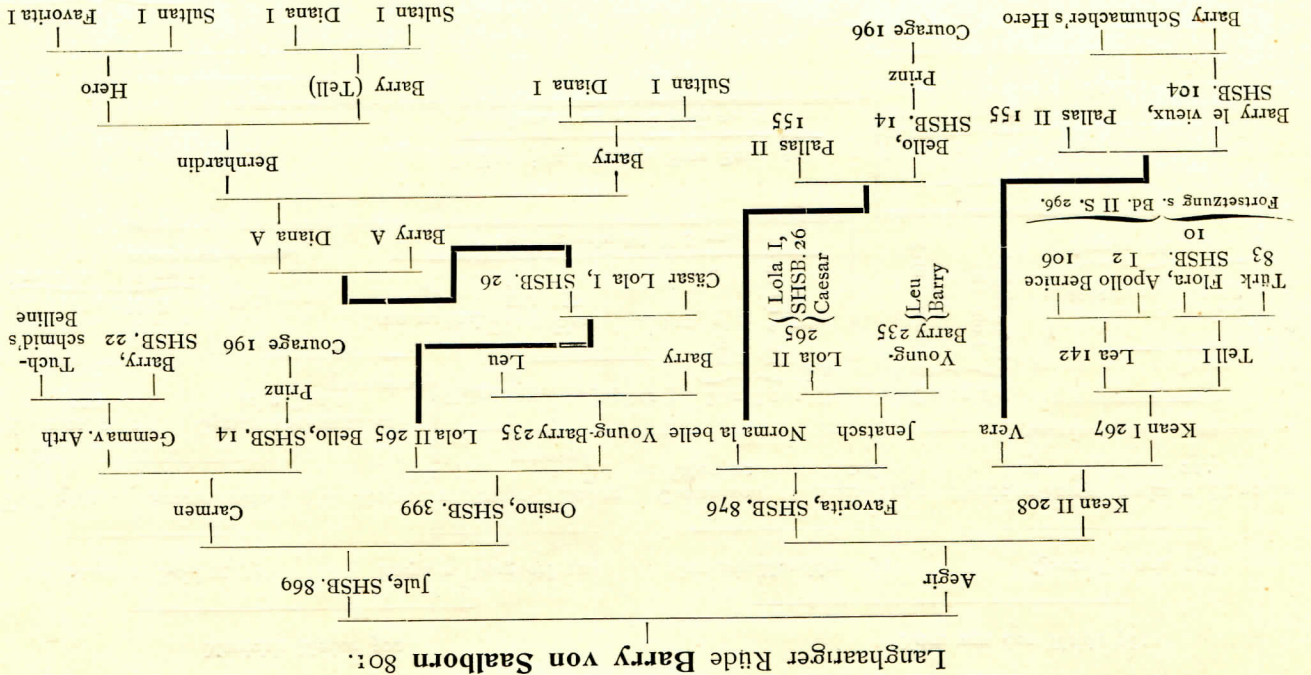 Langhaariger Rüde Barry von Saalborn 801.
Aegir
Jule, SHSB. 869
Kean II 208
Favorita, SHSB. 876
Orsino, SHSB. 399
Carmen
Kean I 267
Vera
Jenatsch
Norma la belle
Young-Barry 235
Lola II 265
Bello, SHSB. 14
Gemma v. Arth
Tell I
Lea 142
Young-
Barry 235
Leu
Barry
Lola II
265
Lola I,
SHSB. 26
Caesar
Barry
Leu
Prinz
Courage 196
Barry,
SHSB. 22
Tuch-
schmid's
Belline
Türk
83
Flora,
SHSB.
10
Apollo
I 2
Bernice
106
Fortsetzung s. Bd. II S. 296.
Cäsar
Lola I,
SHSB. 26
Barry A
Diana A
Barry le vieux,
SHSB. 104
Pallas II 155
Bello,
SHSB. 14
Pallas II
155
Prinz
Courage 196
Barry
Bernhardin
Barry Schumacher's Hero
Sultan I
Diana I
Barry (Tell)
Hero
Sultan I
Diana I
Sultan I
Favorita I